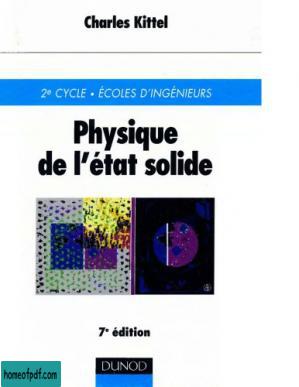 Charles Kittel
2e CYCLE • ÉCOLES D'INGÉNIEURS
Physique
de l'état solide
7e édition
DUNOD
homeofpdf.com